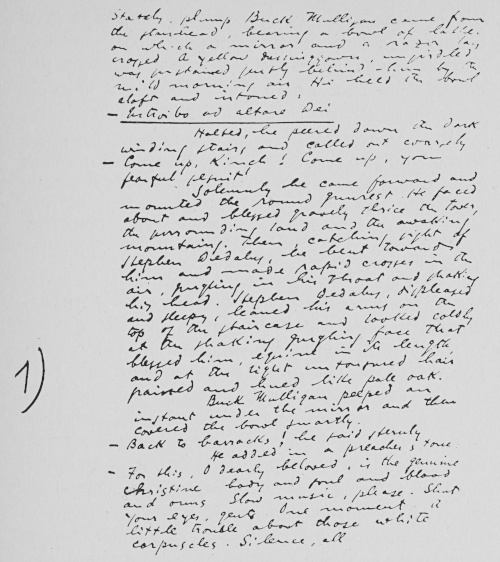 Stately, plump Buck Mulligan came from
the stairhead, bearing a bowl of lather
on which a mirror and a razor lay
crossed. A yellow dressinggown, ungirdled
was sustained gently behind him by the
mild morning air. He held the bowl
aloft and intoned:
– Introibo ad altare Dei
Halted, he peered down the dark
winding stairs and called out coarsely
– Come up, Kinch! Come up, you
fearful jesuit!
Solemnly he came forward and
mounted the round gunrest. He faced
about and blessed gravely thrice the tower,
the surrounding land and the awaking
mountains. Then, catching sight of
Stephen Dedalus, he bent towards
him and made rapid crosses in the
air, gurgling in his throat and shaking
his head. Stephen Dedalus, displeased
and sleepy, leaned his arms on the
top of the staircase and looked coldly
at the shaking gurgling face that
blessed him, equine in its length
and at the light untonsured hair
grained and hued like pale oak.
Buck Mulligan peeped an
instant under the mirror and then
covered the bowl smartly.
– Back to barracks! he said sternly
He added in a preacher's tone:
– For this, O dearly beloved, is the genuine
christine body and soul and blood
and ouns. Slow music, please. Shut
your eyes, gents. One moment. A
little trouble about those white
corpuscles. Silence, all
1)